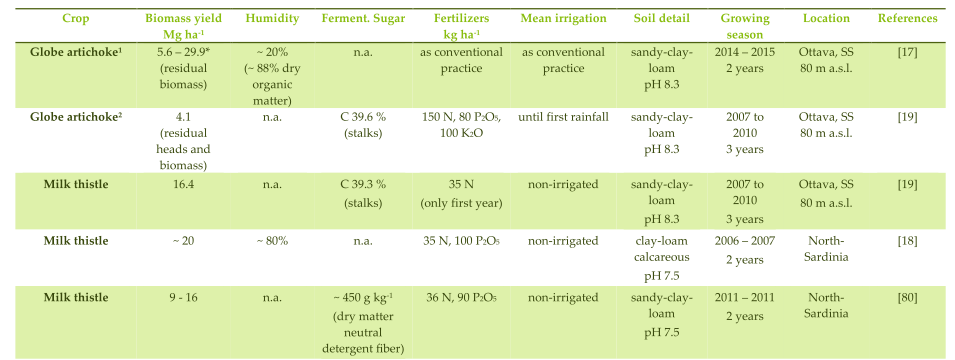 Crop Biomass yield Humidity Ferment. Sugar Fertilizers Mean irrigation Soil detail Growing Location References
Mg ha-1 kg ha-1 season
Globe artichoke1 5.6 – 29.9* ~ 20% n.a. as conventional as conventional sandy-clay- 2014 – 2015 Ottava, SS [17]
(residual (~ 88% dry practice practice loam 2 years 80 m a.s.l.
biomass) organic pH 8.3
matter)
Globe artichoke2 4.1 n.a. C 39.6 % 150 N, 80 P2O5, until first rainfall sandy-clay- 2007 to Ottava, SS [19]
(residual (stalks) 100 K2O loam 2010 80 m a.s.l.
heads and pH 8.3 3 years
biomass)
Milk thistle 16.4 n.a. C 39.3 % 35 N non-irrigated sandy-clay- 2007 to Ottava, SS [19]
(stalks) (only first year) loam 2010 80 m a.s.l.
pH 8.3 3 years
Milk thistle ~ 20 ~ 80% n.a. 35 N, 100 P2O5 non-irrigated clay-loam 2006 – 2007 North- [18]
calcareous 2 years Sardinia
pH 7.5
Milk thistle 9 - 16 n.a. ~ 450 g kg-1 36 N, 90 P2O5 non-irrigated sandy-clay- 2011 – 2011 North- [80]
(dry matter loam 2 years Sardinia
neutral pH 7.5
detergent fiber)